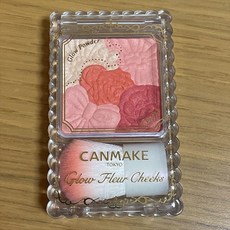 Glow Powder
CANMAKE
TOKYO
Glow Fleur Cheeks